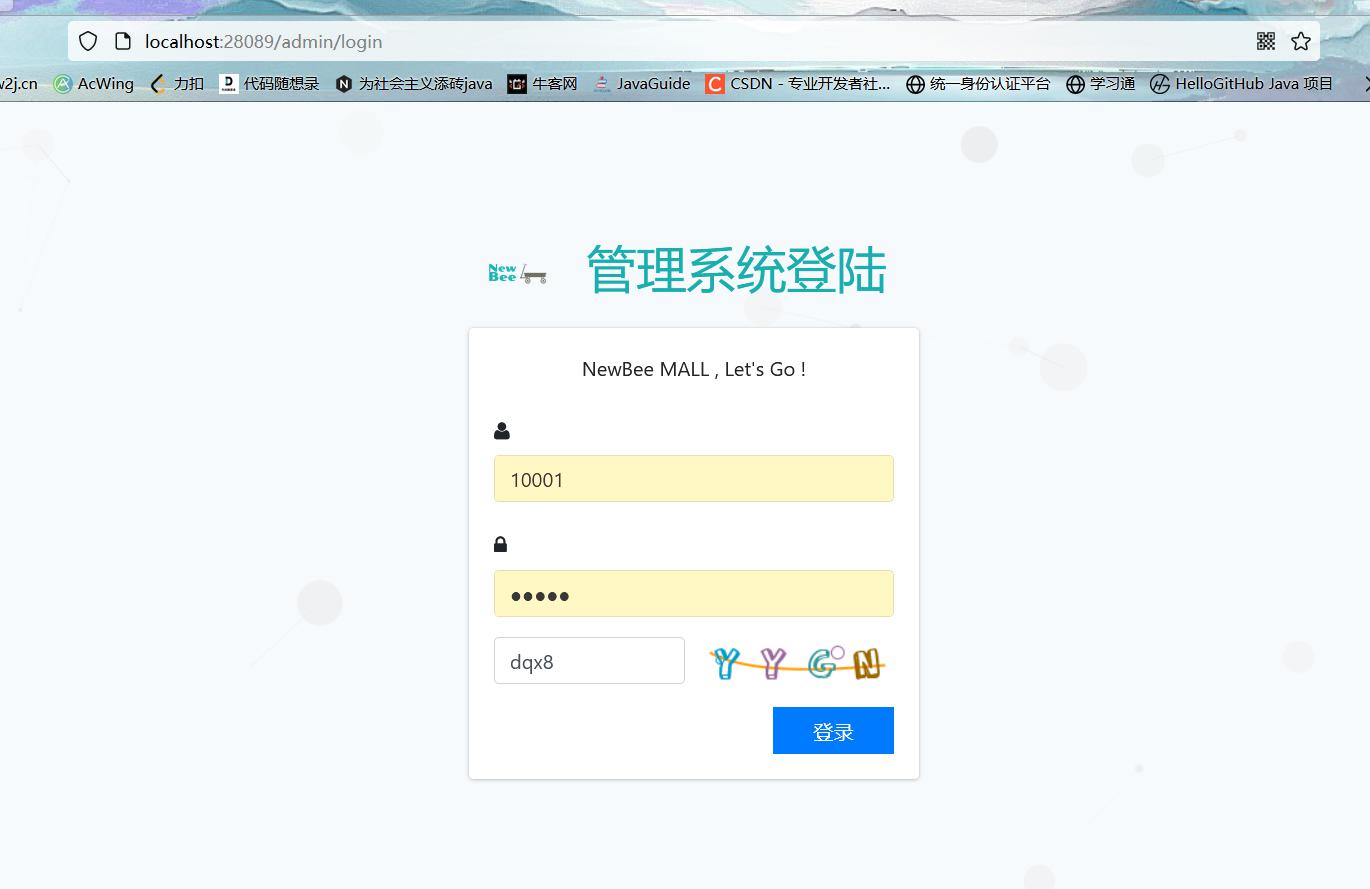 localhost:28089/admin/login
w2j.cn AcWing 力扣 代码随想录 为社会主义添砖java 牛客网 JavaGuide CSDN - 专业开发者社... 统一身份认证平台 学习通 HelloGitHub Java 项目
New
Bee
管理系统登陆
NewBee MALL , Let's Go !
10001
dqx8
YYGN
登录